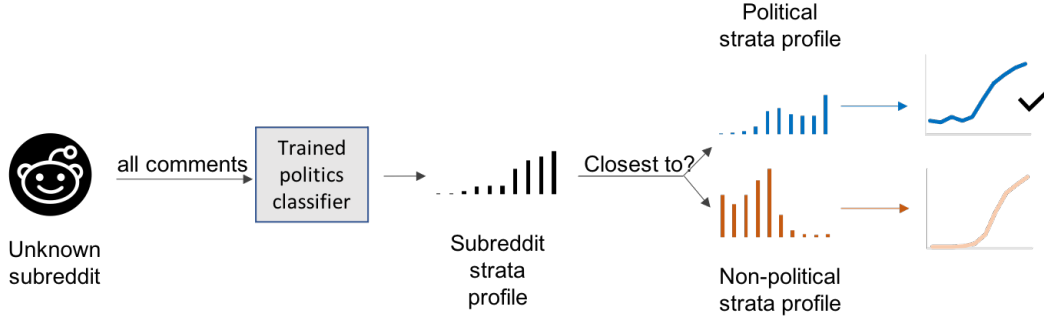 Unknown
subreddit
all comments
Trained
politics
classifier
Subreddit
strata
profile
Closest to?
Political
strata profile
Non-political
strata profile